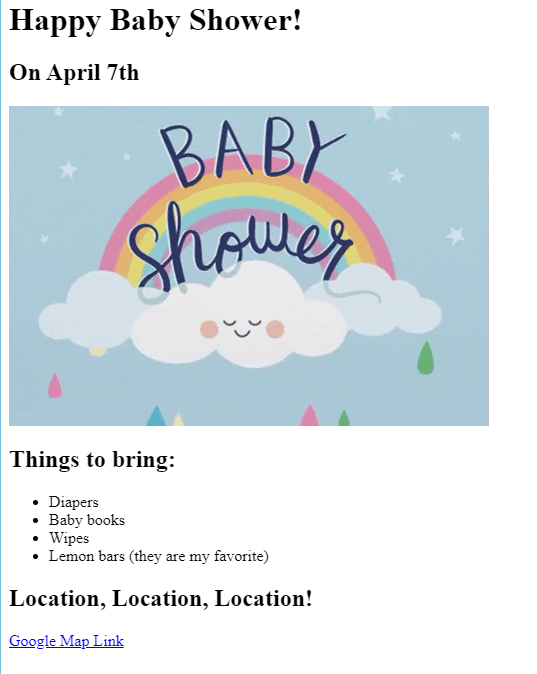 Happy Baby Shower!
On April 7th
BABY
Shower
Things to bring:
Diapers
Baby books
Wipes
Lemon bars (they are my favorite)
Location, Location, Location!
Google Map Link